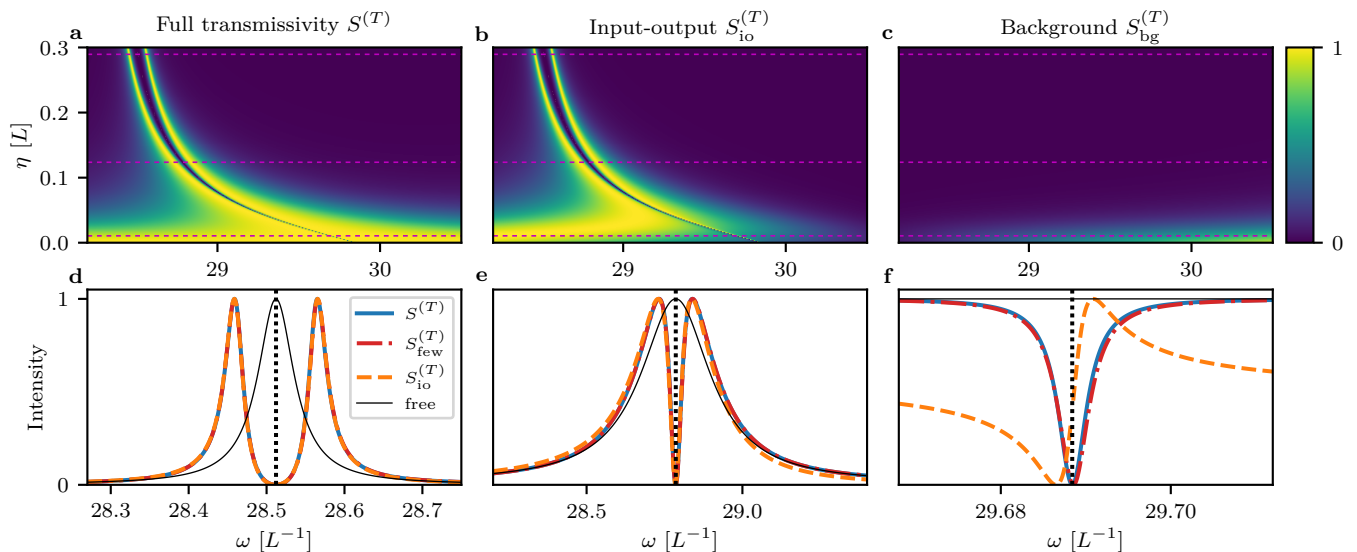 a Full transmissivity S^(T)
b Input-output S_io^(T)
c Background S_bg^(T)
η [L]
0.3
0.2
0.1
0.0
29 30
29 30
29 30
1
0
d
e
f
Intensity
1
0
S^(T)
S_few^(T)
S_io^(T)
free
28.3 28.4 28.5 28.6 28.7
28.5 29.0
29.68 29.70
ω [L^−1]
ω [L^−1]
ω [L^−1]